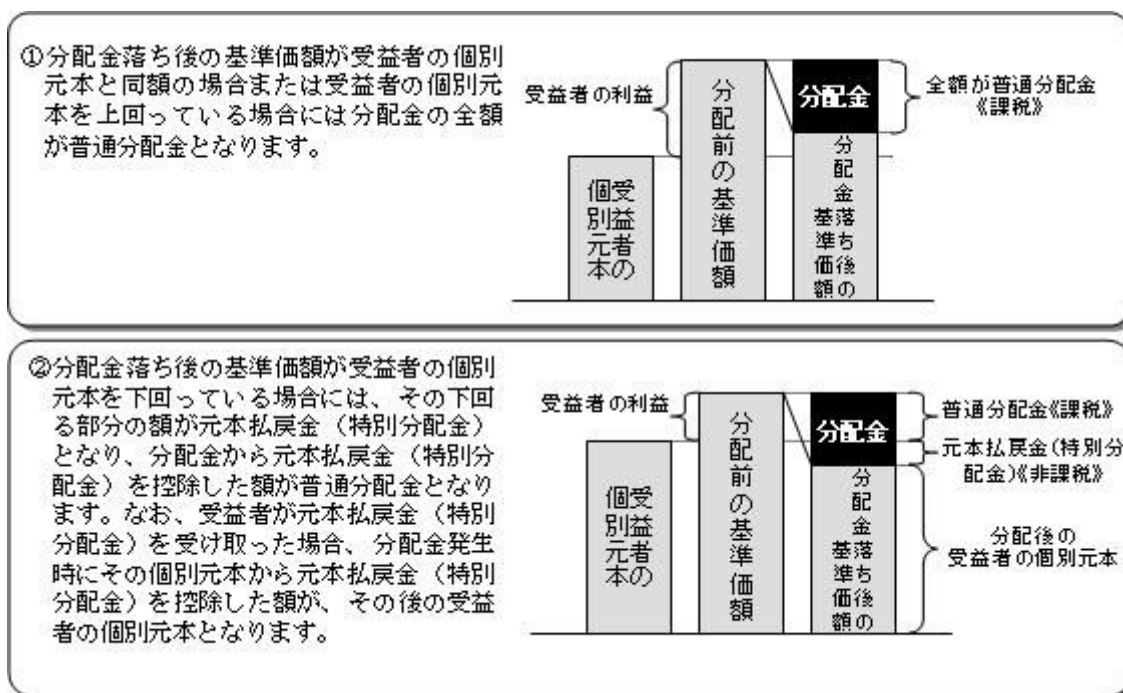 ①分配金落ち後の基準価額が受益者の個別
元本と同額の場合または受益者の個別元
本を上回っている場合には分配金の全額
が普通分配金となります。
受益者の利益
受益者の
個別元本
分配前の基準価額
分配金
分配金落ち後の
基準価額
全額が普通分配金
《課税》
②分配金落ち後の基準価額が受益者の個別
元本を下回っている場合には、その下回
る部分の額が元本払戻金（特別分配金）
となり、分配金から元本払戻金（特別分
配金）を控除した額が普通分配金となり
ます。なお、受益者が元本払戻金（特別
分配金）を受け取った場合、分配金発生
時にその個別元本から元本払戻金（特別
分配金）を控除した額が、その後の受益
者の個別元本となります。
受益者の利益
受益者の
個別元本
分配前の基準価額
分配金
分配金落ち後の
基準価額
普通分配金《課税》
元本払戻金(特別分
配金)《非課税》
分配後の
受益者の個別元本